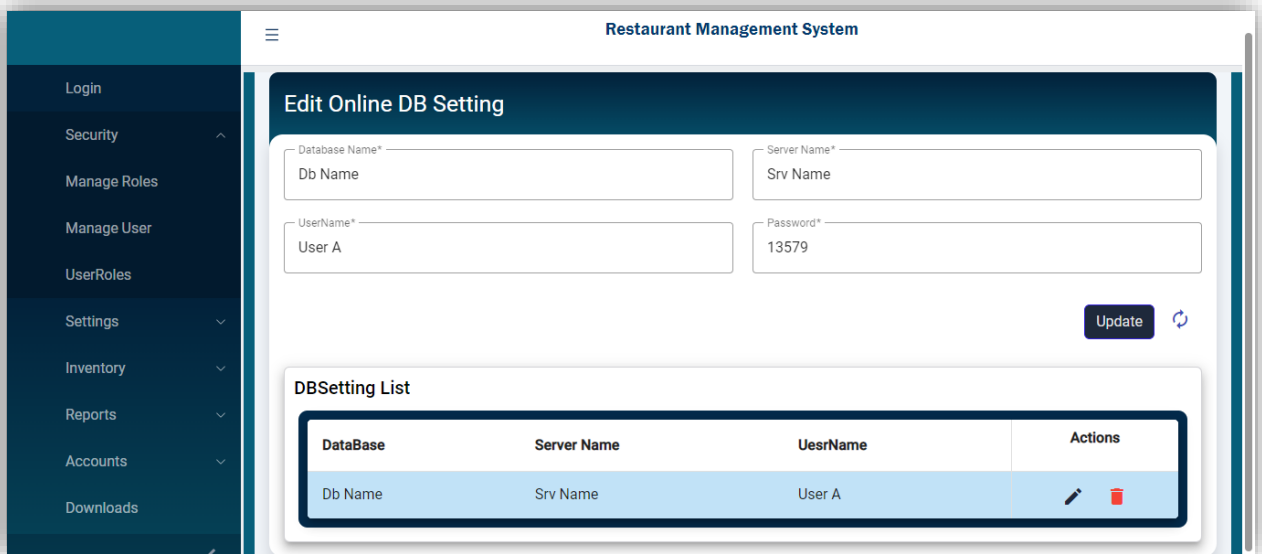 Restaurant Management System
Login
Security
Manage Roles
Manage User
UserRoles
Settings
Inventory
Reports
Accounts
Downloads
Edit Online DB Setting
Database Name*
Db Name
Server Name*
Srv Name
UserName*
User A
Password*
13579
Update
DBSetting List
DataBase Server Name UesrName Actions
Db Name Srv Name User A